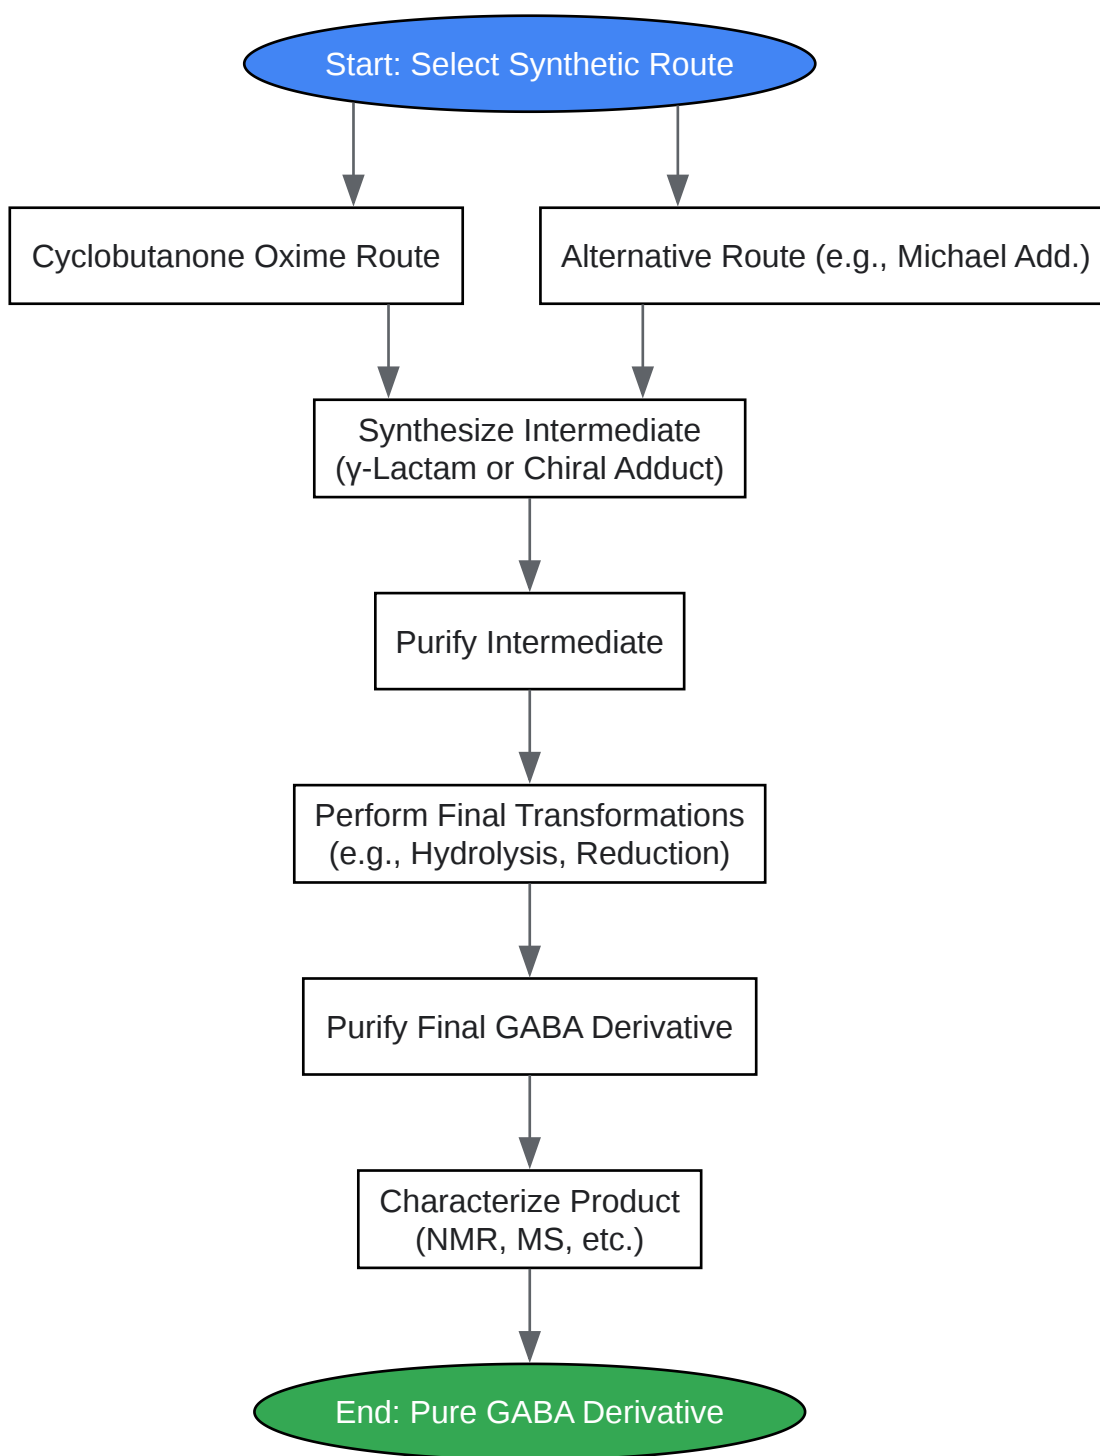 Start: Select Synthetic Route
Cyclobutanone Oxime Route
Alternative Route (e.g., Michael Add.)
Synthesize Intermediate
(γ-Lactam or Chiral Adduct)
Purify Intermediate
Perform Final Transformations
(e.g., Hydrolysis, Reduction)
Purify Final GABA Derivative
Characterize Product
(NMR, MS, etc.)
End: Pure GABA Derivative